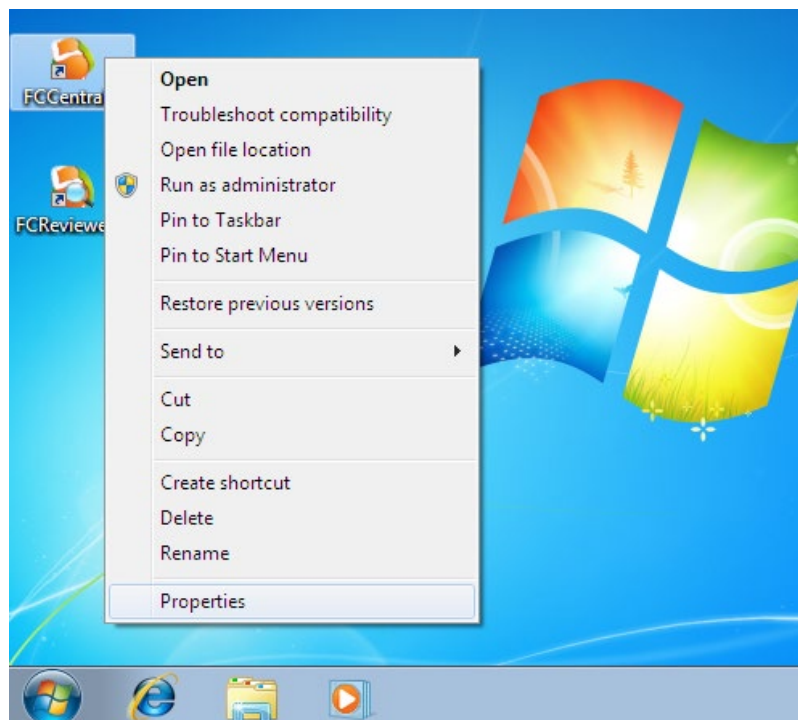 FCCentra
FCReviewe
Open
Troubleshoot compatibility
Open file location
Run as administrator
Pin to Taskbar
Pin to Start Menu
Restore previous versions
Send to
Cut
Copy
Create shortcut
Delete
Rename
Properties